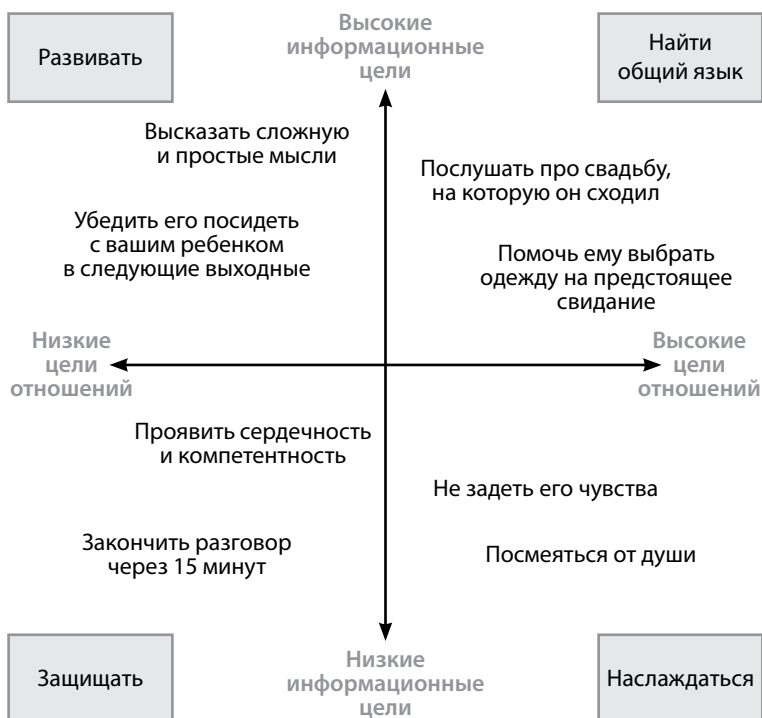 Развивать
Высокие
информационные
цели
Найти
общий язык
Высказать сложную
и простые мысли
Послушать про свадьбу,
на которую он сходил
Убедить его посидеть
с вашим ребенком
в следующие выходные
Помочь ему выбрать
одежду на предстоящее
свидание
Низкие
цели
отношений
Высокие
цели
отношений
Проявить сердечность
и компетентность
Не задеть его чувства
Закончить разговор
через 15 минут
Посмеяться от души
Защищать
Низкие
информационные
цели
Наслаждаться